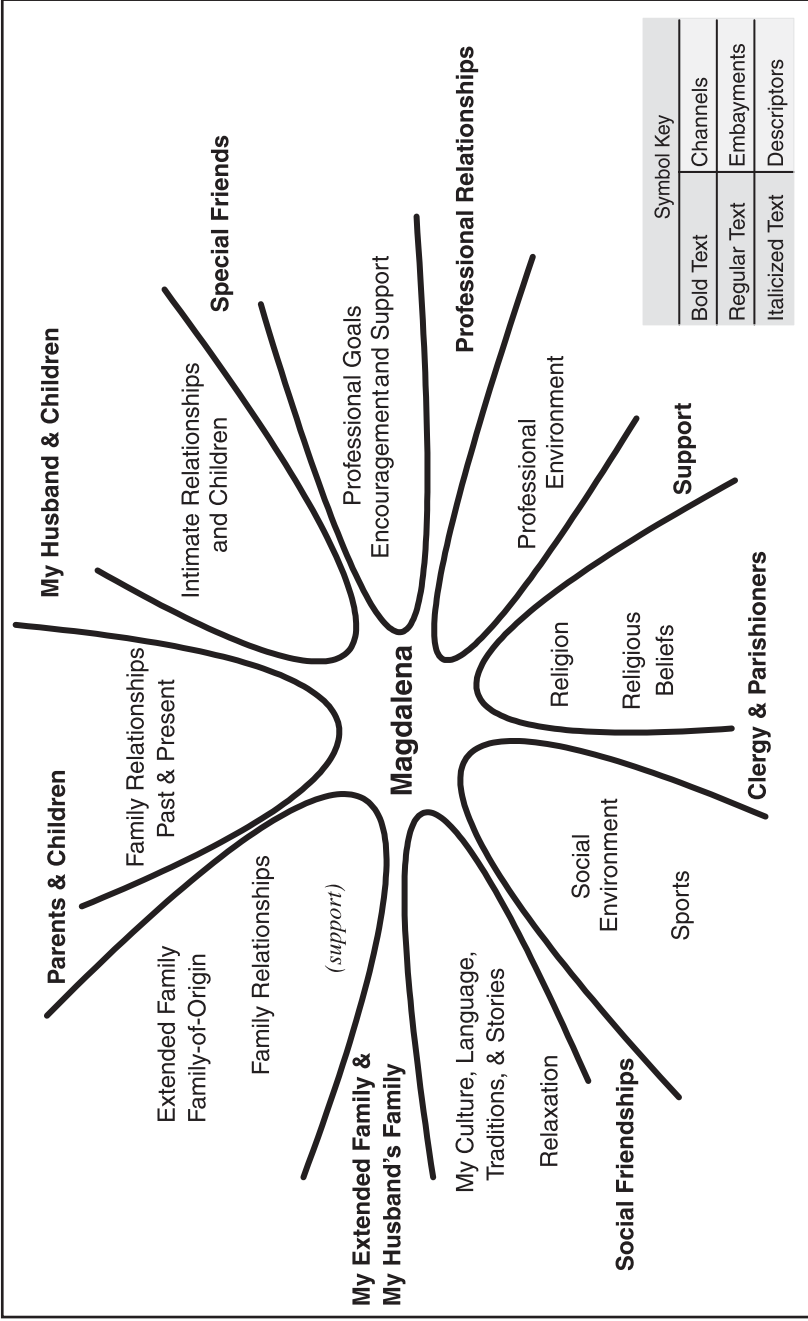 Parents & Children
My Husband & Children
Special Friends
Extended Family
Family-of-Origin
Family Relationships
(support)
Family Relationships
Past & Present
Intimate Relationships
and Children
Professional Goals
Encouragementand Support
My Extended Family &
My Husband's Family
Magdalena
Professional Relationships
My Culture, Language,
Traditions, & Stories
Relaxation
Social
Environment
Sports
Religion
Religious
Beliefs
Professional
Environment
Social Friendships
Clergy & Parishioners
Support
Symbol Key
Bold Text Channels
Regular Text Embayments
Italicized Text Descriptors